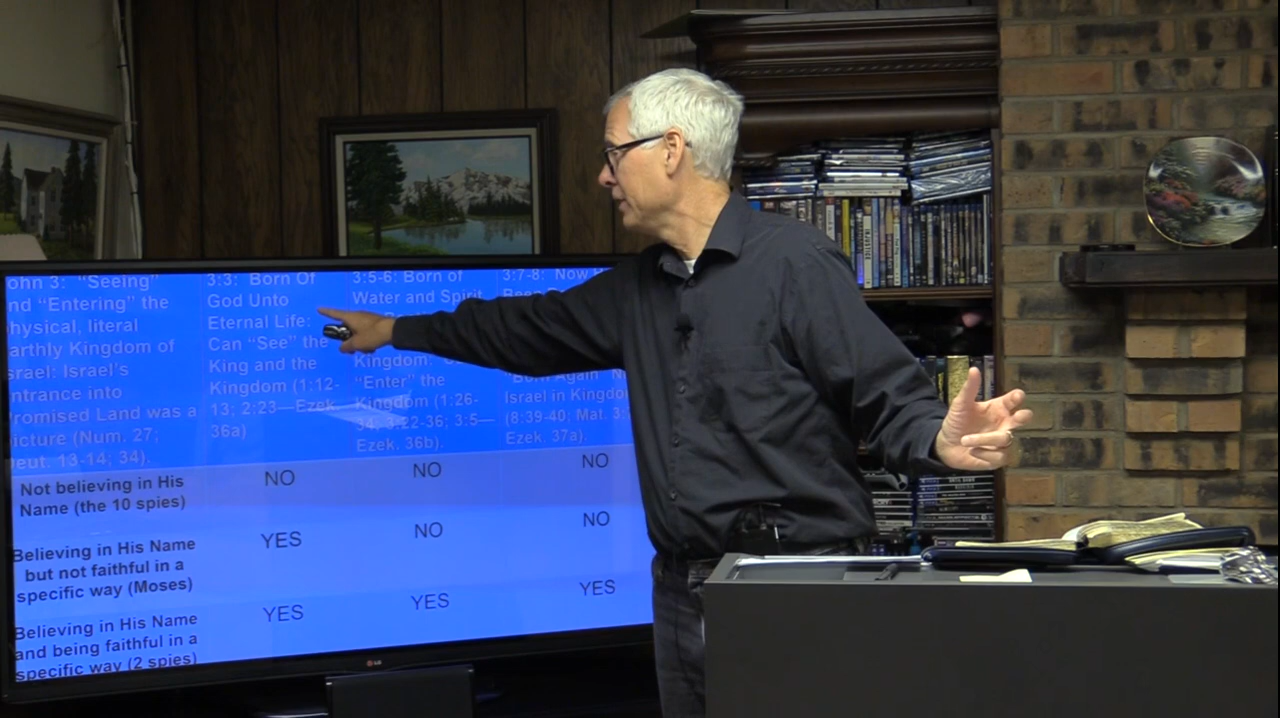 ohn 3: "Seeing"
nd "Entering" the
hysical, literal
arthly Kingdom of
srael: Israel's
ntrance into
romised Land was a
icture (Num. 27;
eut. 13-14; 34).
3:3: Born Of
God Unto
Eternal Life:
Can "See" the
King and the
Kingdom (1:12-
13; 2:23—Ezek.
36a)
3:5-6: Born of
Water and Spirit
Kingdom:
"Enter" the
Kingdom (1:26-
34, 3:22-36; 3:5—
Ezek. 36b).
3:7-8: Now
"Born Again"
Israel in Kingdom
(8:39-40; Mat. 3:
Ezek. 37a).
Not believing in His
Name (the 10 spies)
NO
NO
NO
Believing in His Name
but not faithful in a
specific way (Moses)
YES
NO
NO
Believing in His Name
and being faithful in a
specific way (2 spies)
YES
YES
YES
LG